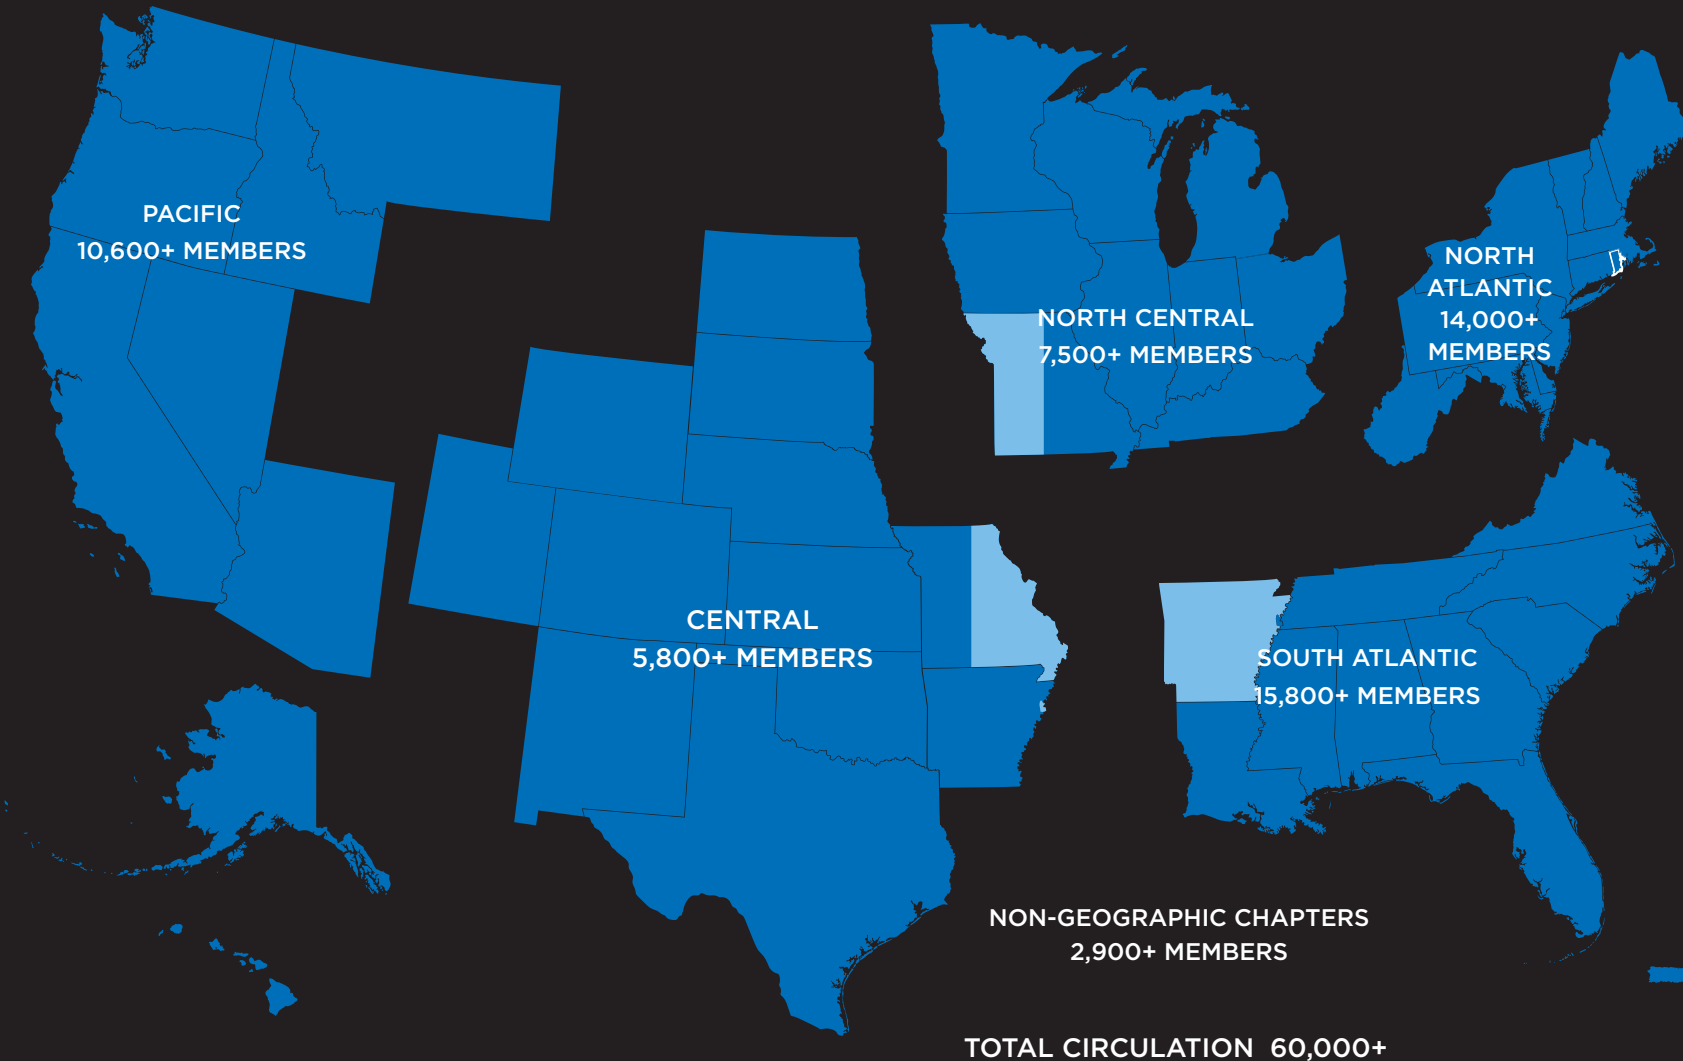 PACIFIC
10,600+ MEMBERS
NORTH CENTRAL
7,500+ MEMBERS
NORTH
ATLANTIC
14,000+
MEMBERS
CENTRAL
5,800+ MEMBERS
SOUTH ATLANTIC
15,800+ MEMBERS
NON-GEOGRAPHIC CHAPTERS
2,900+ MEMBERS
TOTAL CIRCULATION 60,000+